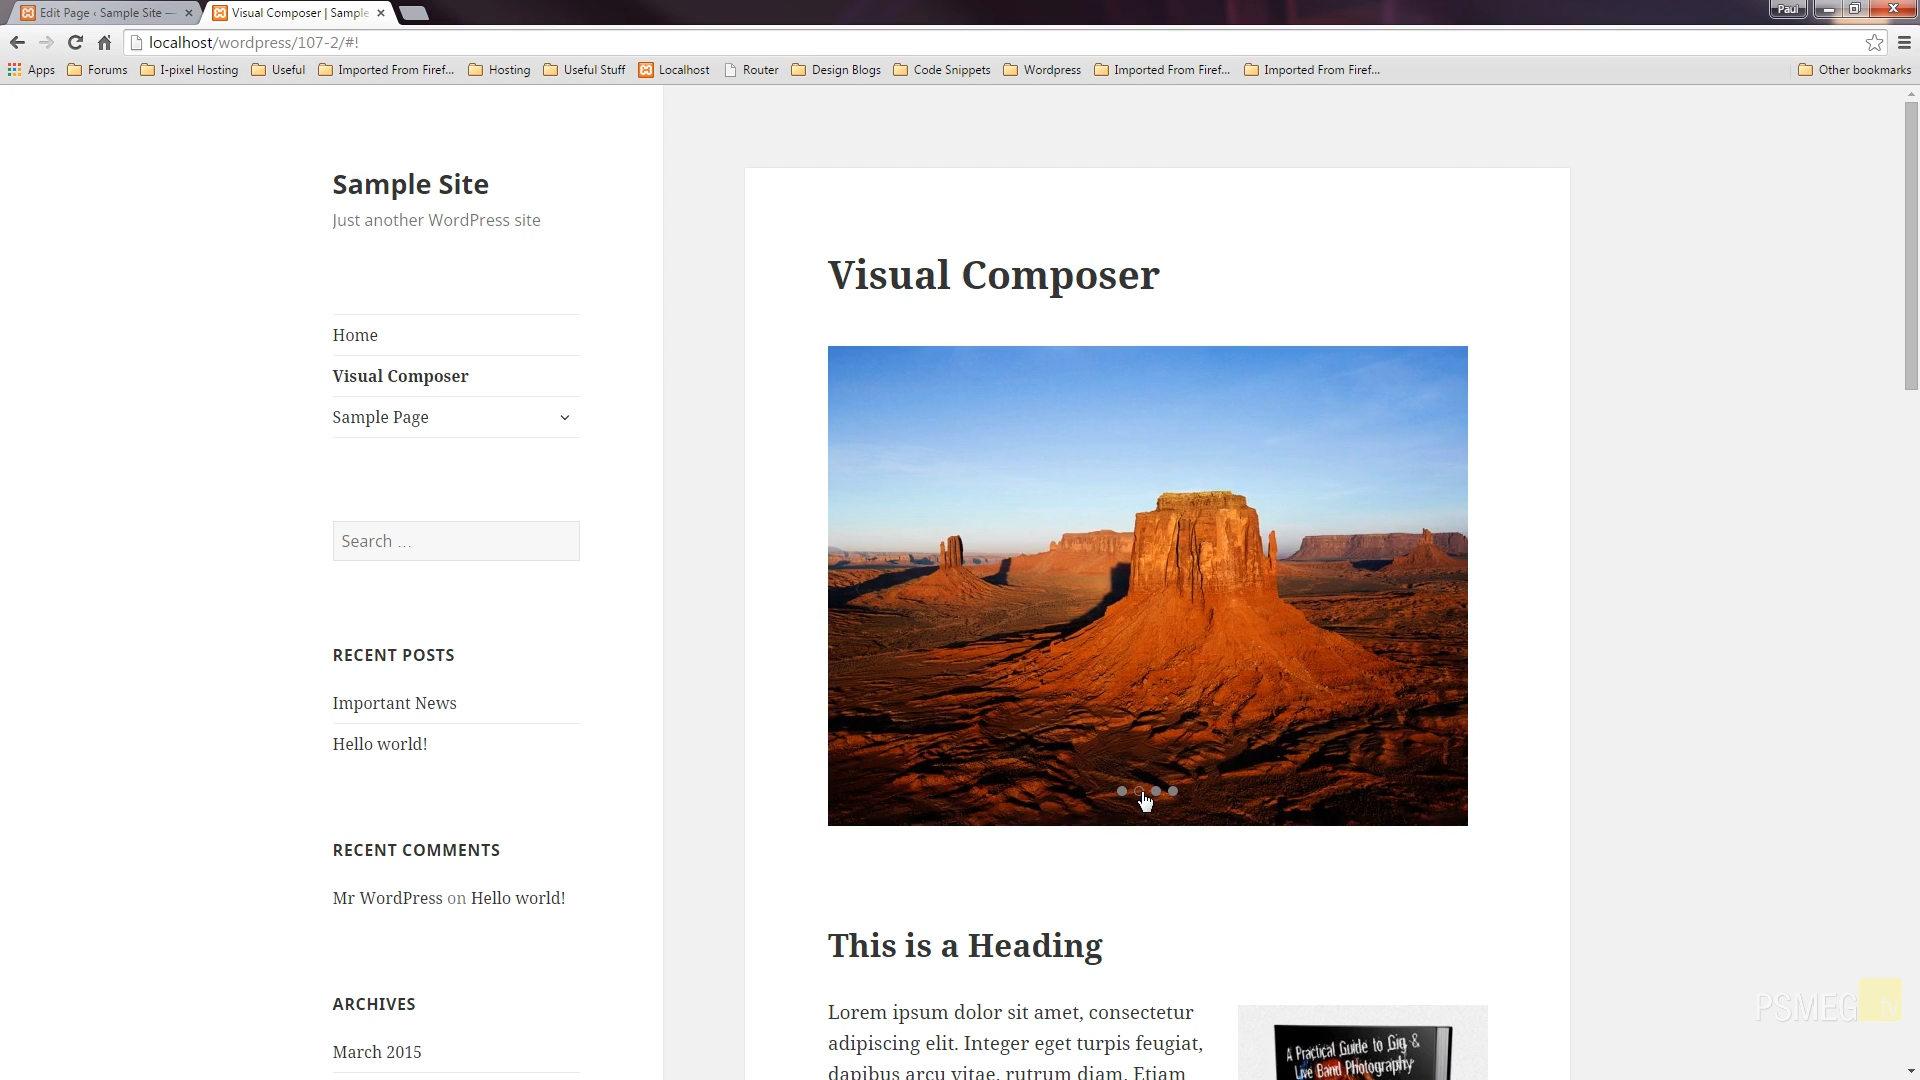 Edit Page ‹ Sample Site —
Visual Composer | Sample
Paul
localhost/wordpress/107-2/#!
Apps
Forums
I-pixel Hosting
Useful
Imported From Firef...
Hosting
Useful Stuff
Localhost
Router
Design Blogs
Code Snippets
Wordpress
Imported From Firef...
Imported From Firef...
Other bookmarks
Sample Site
Just another WordPress site
Home
Visual Composer
Sample Page
Search …
RECENT POSTS
Important News
Hello world!
RECENT COMMENTS
Mr WordPress on Hello world!
ARCHIVES
March 2015
Visual Composer
This is a Heading
Lorem ipsum dolor sit amet, consectetur
adipiscing elit. Integer eget turpis feugiat,
dapibus arcu vitae, rutrum diam. Etiam
A Practical Guide to Gig &
Live Band Photography
PSMEG tv